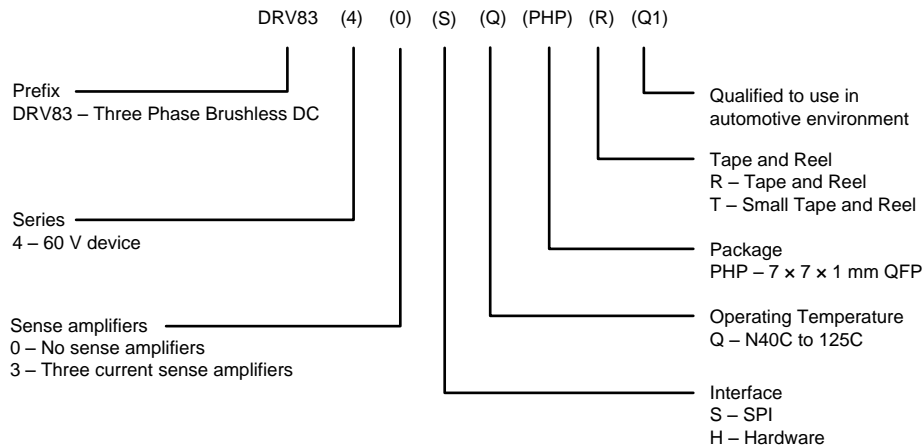 DRV83 (4) (0) (S) (Q) (PHP) (R) (Q1)
Prefix
DRV83 – Three Phase Brushless DC
Series
4 – 60 V device
Sense amplifiers
0 – No sense amplifiers
3 – Three current sense amplifiers
Qualified to use in
automotive environment
Tape and Reel
R – Tape and Reel
T – Small Tape and Reel
Package
PHP – 7 × 7 × 1 mm QFP
Operating Temperature
Q – N40C to 125C
Interface
S – SPI
H – Hardware